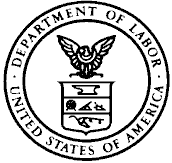 · DEPARTMENT OF LABOR ·
UNITED STATES OF AMERICA